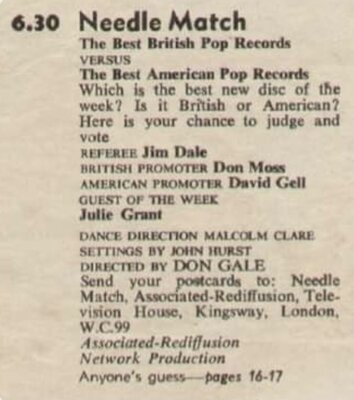 6.30 Needle Match
The Best British Pop Records
VERSUS
The Best American Pop Records
Which is the best new disc of the
week? Is it British or American?
Here is your chance to judge and
vote
REFEREE Jim Dale
BRITISH PROMOTER Don Moss
AMERICAN PROMOTER David Gell
GUEST OF THE WEEK
Julie Grant
DANCE DIRECTION MALCOLM CLARE
SETTINGS BY JOHN HURST
DIRECTED BY DON GALE
Send your postcards to: Needle
Match, Associated-Rediffusion, Tele-
vision House, Kingsway, London,
W.C.99
Associated-Rediffusion
Network Production
Anyone's guess—pages 16-17